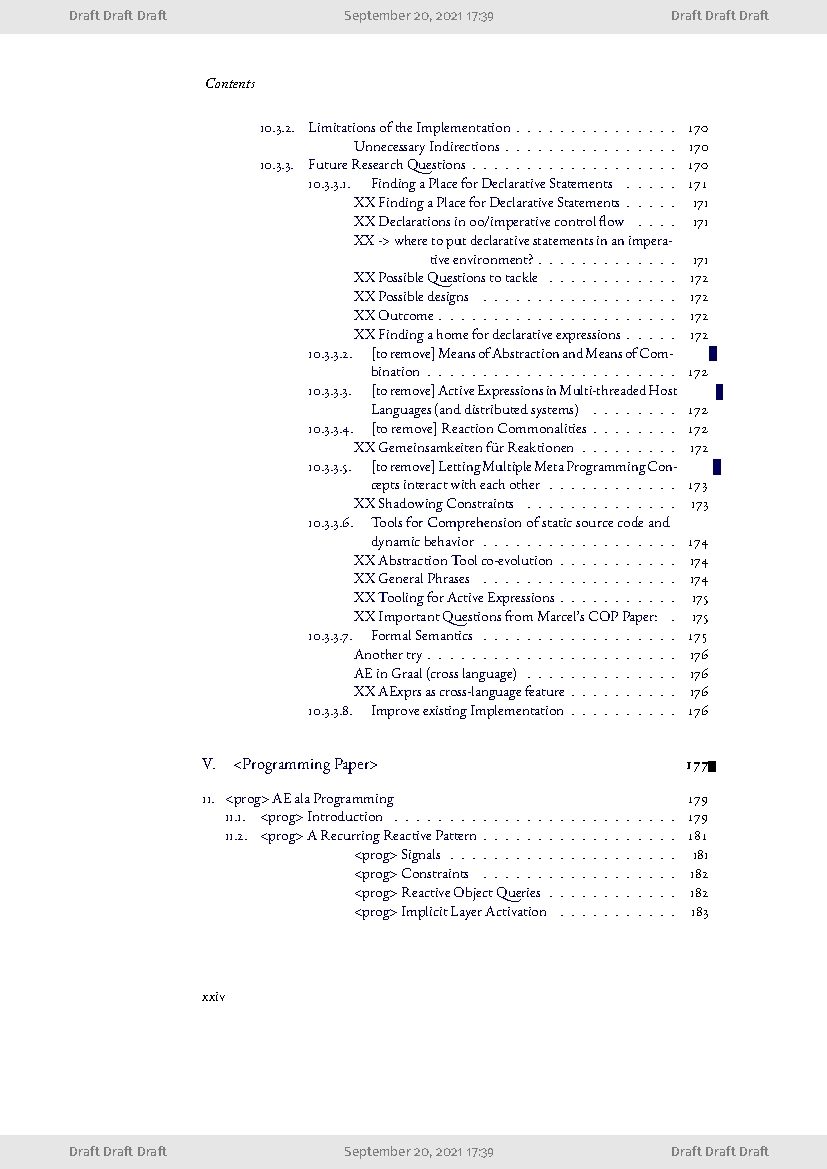 Draft Draft Draft September 20, 2021 17:39 Draft Draft Draft
Contents
10.3.2. Limitations of the Implementation . . . . . . . . . . . . . . . 170
Unnecessary Indirections . . . . . . . . . . . . . . . . 170
10.3.3. Future Research Questions . . . . . . . . . . . . . . . . . . . 170
10.3.3.1. Finding a Place for Declarative Statements . . . . . 171
XX Finding a Place for Declarative Statements . . . . . 171
XX Declarations in oo/imperative control flow . . . . 171
XX -> where to put declarative statements in an impera-
tive environment? . . . . . . . . . . . . . 171
XX Possible Questions to tackle . . . . . . . . . . . . 172
XX Possible designs . . . . . . . . . . . . . . . . . . 172
XX Outcome . . . . . . . . . . . . . . . . . . . . . . 172
XX Finding a home for declarative expressions . . . . . 172
10.3.3.2. [to remove] Means of Abstraction and Means of Com-
bination . . . . . . . . . . . . . . . . . . . . . . . 172
10.3.3.3. [to remove] Active Expressions in Multi-threaded Host
Languages (and distributed systems) . . . . . . . . 172
10.3.3.4. [to remove] Reaction Commonalities . . . . . . . . 172
XX Gemeinsamkeiten für Reaktionen . . . . . . . . . 172
10.3.3.5. [to remove] Letting Multiple Meta Programming Con-
cepts interact with each other . . . . . . . . . . . . 173
XX Shadowing Constraints . . . . . . . . . . . . . . 173
10.3.3.6. Tools for Comprehension of static source code and
dynamic behavior . . . . . . . . . . . . . . . . . . 174
XX Abstraction Tool co-evolution . . . . . . . . . . . 174
XX General Phrases . . . . . . . . . . . . . . . . . . 174
XX Tooling for Active Expressions . . . . . . . . . . . 175
XX Important Questions from Marcel's COP Paper: . 175
10.3.3.7. Formal Semantics . . . . . . . . . . . . . . . . . . 175
Another try . . . . . . . . . . . . . . . . . . . . . . . 176
AE in Graal (cross language) . . . . . . . . . . . . . . 176
XX AExprs as cross-language feature . . . . . . . . . . 176
10.3.3.8. Improve existing Implementation . . . . . . . . . . 176
V. <Programming Paper> 177
11. <prog> AE ala Programming 179
11.1. <prog> Introduction . . . . . . . . . . . . . . . . . . . . . . . . . . 179
11.2. <prog> A Recurring Reactive Pattern . . . . . . . . . . . . . . . . . . 181
<prog> Signals . . . . . . . . . . . . . . . . . . . . . 181
<prog> Constraints . . . . . . . . . . . . . . . . . . 182
<prog> Reactive Object Queries . . . . . . . . . . . . 182
<prog> Implicit Layer Activation . . . . . . . . . . . 183
xxiv
Draft Draft Draft September 20, 2021 17:39 Draft Draft Draft